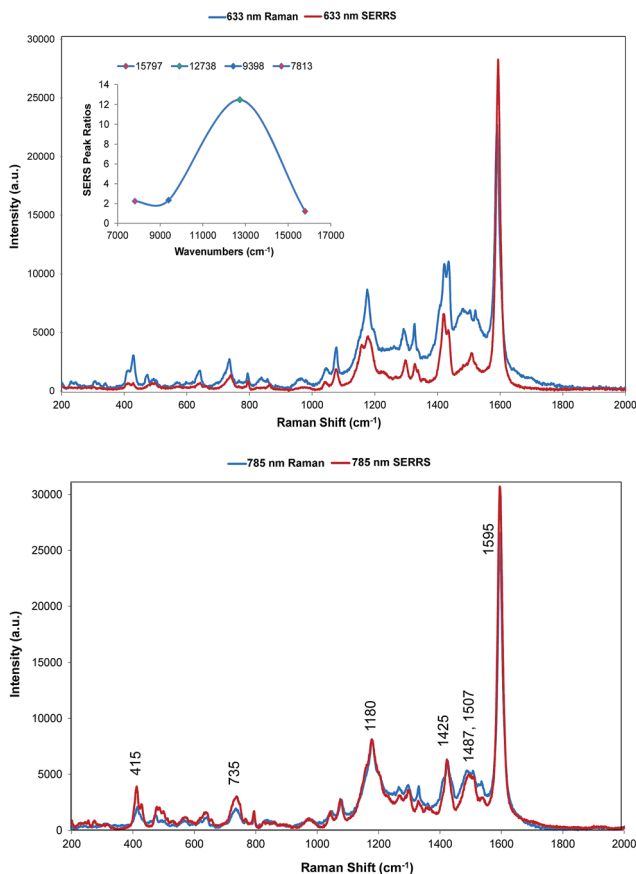 633 nm Raman 633 nm SERRS
30000
25000
20000
15000
10000
5000
0
Intensity (a.u.)
15797 12738 9398 7813
14
12
10
8
6
4
2
0
SERS Peak Ratios
7000 9000 11000 13000 15000 17000
Wavenumbers (cm-1)
200 400 600 800 1000 1200 1400 1600 1800 2000
Raman Shift (cm-1)
785 nm Raman 785 nm SERRS
30000
25000
20000
15000
10000
5000
0
Intensity (a.u.)
415
735
1180
1425
1487, 1507
1595
200 400 600 800 1000 1200 1400 1600 1800 2000
Raman Shift (cm-1)